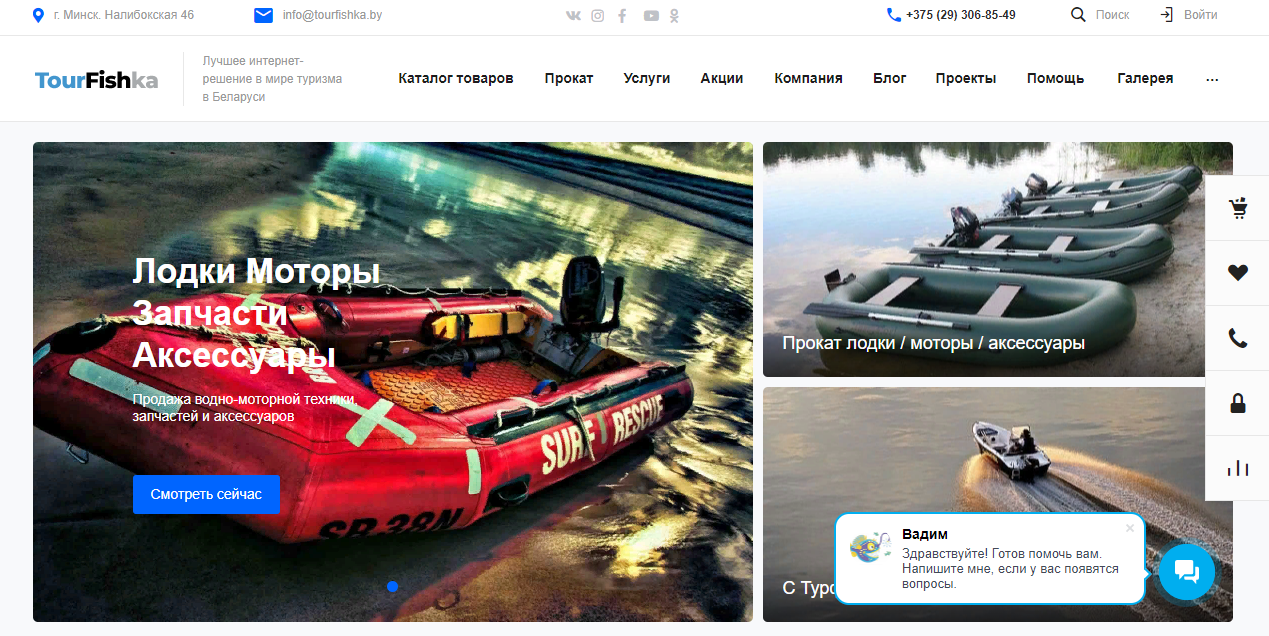 г. Минск. Налибокская 46
info@tourfishka.by
+375 (29) 306-85-49
Поиск
Войти
TourFishka
Лучшее интернет-
решение в мире туризма
в Беларуси
Каталог товаров
Прокат
Услуги
Акции
Компания
Блог
Проекты
Помощь
Галерея
...
Лодки Моторы
Запчасти
Аксессуары
Продажа водно-моторной техники,
запчастей и аксессуаров
Смотреть сейчас
SURF RESCUE
SR 38N
Прокат лодки / моторы / аксессуары
С Тур
Вадим
Здравствуйте! Готов помочь вам.
Напишите мне, если у вас появятся
вопросы.